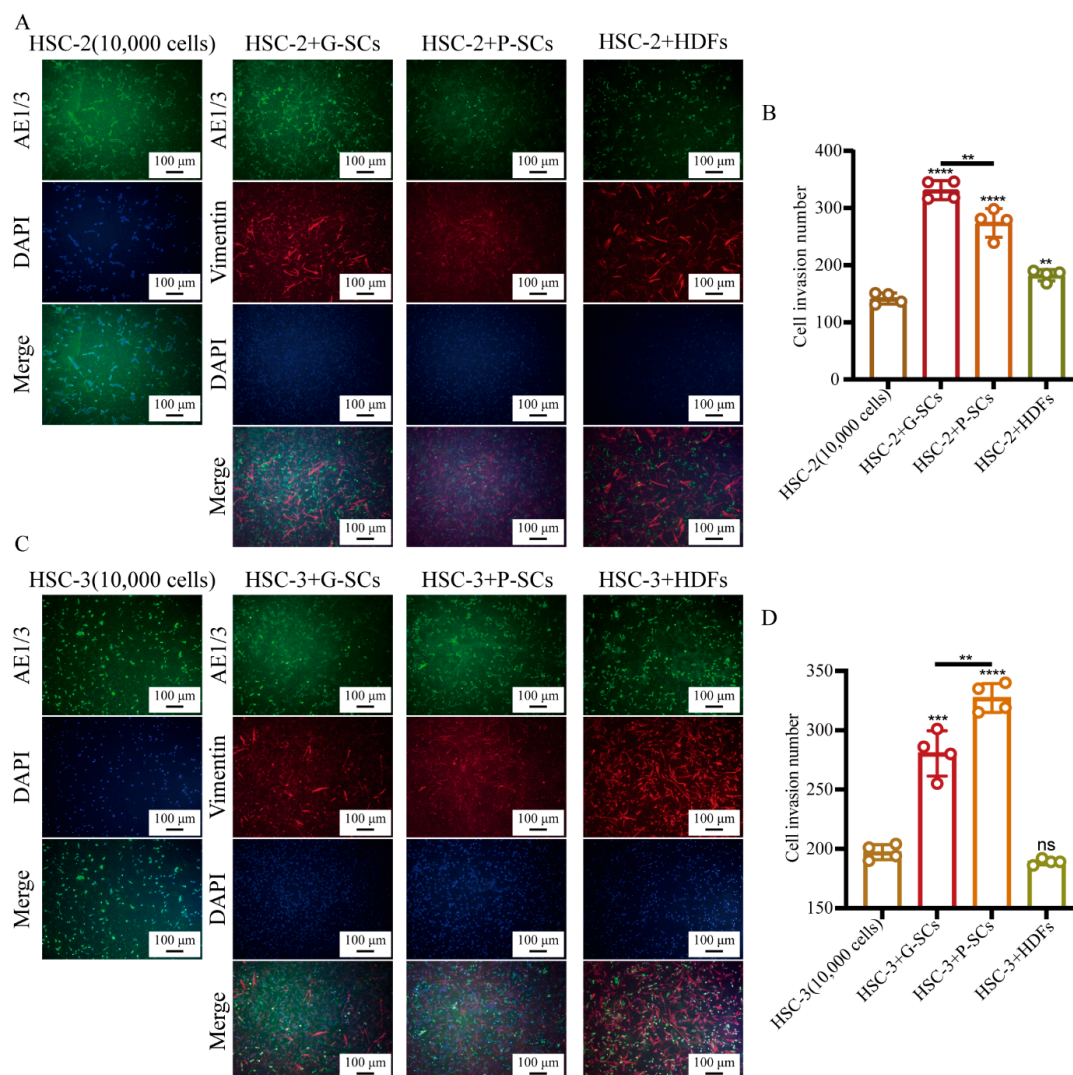 A
HSC-2(10,000 cells) HSC-2+G-SCs HSC-2+P-SCs HSC-2+HDFs
AE1/3 AE1/3
100 μm 100 μm 100 μm 100 μm
DAPI Vimentin
100 μm 100 μm 100 μm 100 μm
Merge DAPI
100 μm 100 μm 100 μm 100 μm
Merge
100 μm 100 μm 100 μm
B
Cell invasion number
400
300
200
100
0
**
**** **** **
HSC-2(10,000 cells)
HSC-2+G-SCs
HSC-2+P-SCs
HSC-2+HDFs
C
HSC-3(10,000 cells) HSC-3+G-SCs HSC-3+P-SCs HSC-3+HDFs
AE1/3 AE1/3
100 μm 100 μm 100 μm 100 μm
DAPI Vimentin
100 μm 100 μm 100 μm 100 μm
Merge DAPI
100 μm 100 μm 100 μm 100 μm
Merge
100 μm 100 μm 100 μm
D
Cell invasion number
350
300
250
200
150
**
*** **** ns
HSC-3(10,000 cells)
HSC-3+G-SCs
HSC-3+P-SCs
HSC-3+HDFs